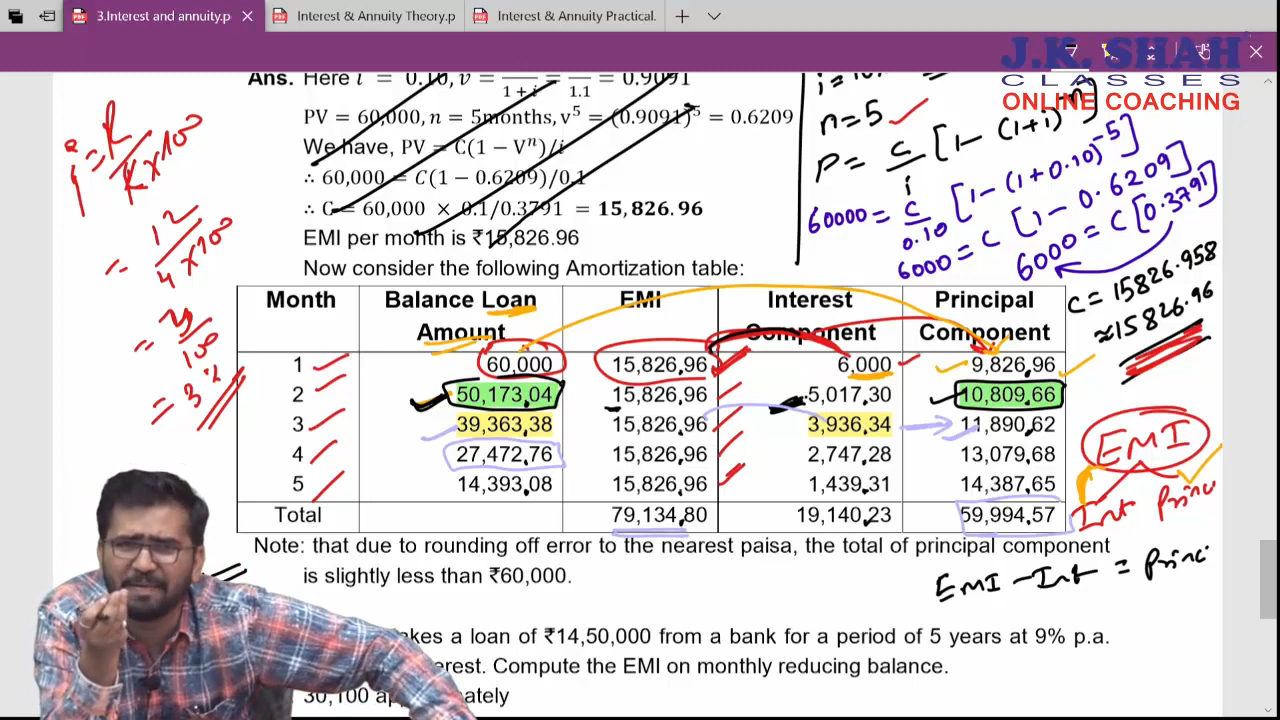 3.Interest and annuity.p
Interest & Annuity Theory.p
Interest & Annuity Practical.
J.K. SHAH
CLASSES
ONLINE COACHING
Ans. Here i = 0.10, v = 1/(1 + i) = 1/1.1 = 0.9091
PV = 60,000, n = 5months, v⁵ = (0.9091)⁵ = 0.6209
We have, PV = C(1 − Vⁿ)/i
∴ 60,000 = C(1 − 0.6209)/0.1
∴ C = 60,000 × 0.1/0.3791 = 15,826.96
EMI per month is ₹15,826.96
Now consider the following Amortization table:
Month Balance Loan Amount EMI Interest Component Principal Component
1 60,000 15,826.96 6,000 9,826.96
2 50,173.04 15,826.96 5,017.30 10,809.66
3 39,363.38 15,826.96 3,936.34 11,890.62
4 27,472.76 15,826.96 2,747.28 13,079.68
5 14,393.08 15,826.96 1,439.31 14,387.65
Total 79,134.80 19,140.23 59,994.57
Note: that due to rounding off error to the nearest paisa, the total of principal component
is slightly less than ₹60,000.
akes a loan of ₹14,50,000 from a bank for a period of 5 years at 9% p.a.
erest. Compute the EMI on monthly reducing balance.
30,100 ap
ately
i = R/K × 100
= 12/4 × 100
= 3%
n = 5
P = C/i [1 − (1+i)⁻ⁿ]
60000 = C/0.10 [1 − (1+0.10)⁻⁵]
6000 = C [1 − 0.6209]
6000 = C [0.3791]
C = 15826.958
≈ 15826.96
EMI
Int Princ
EMI − Int = Princ